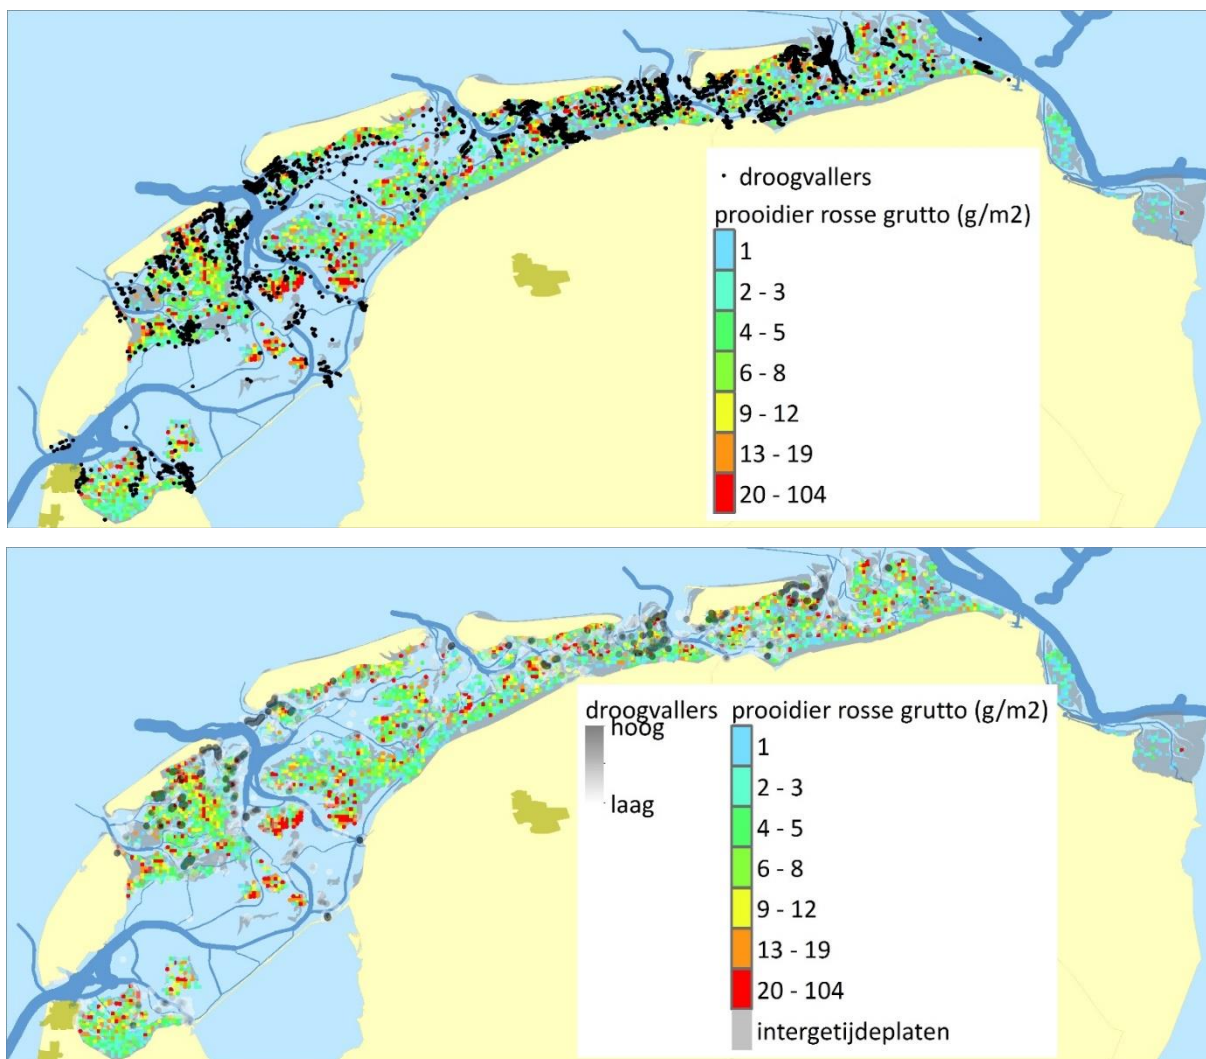 droogvallers
prooidier rosse grutto (g/m2)
1
2 - 3
4 - 5
6 - 8
9 - 12
13 - 19
20 - 104
droogvallers
hoog
laag
prooidier rosse grutto (g/m2)
1
2 - 3
4 - 5
6 - 8
9 - 12
13 - 19
20 - 104
intergetijdeplaten